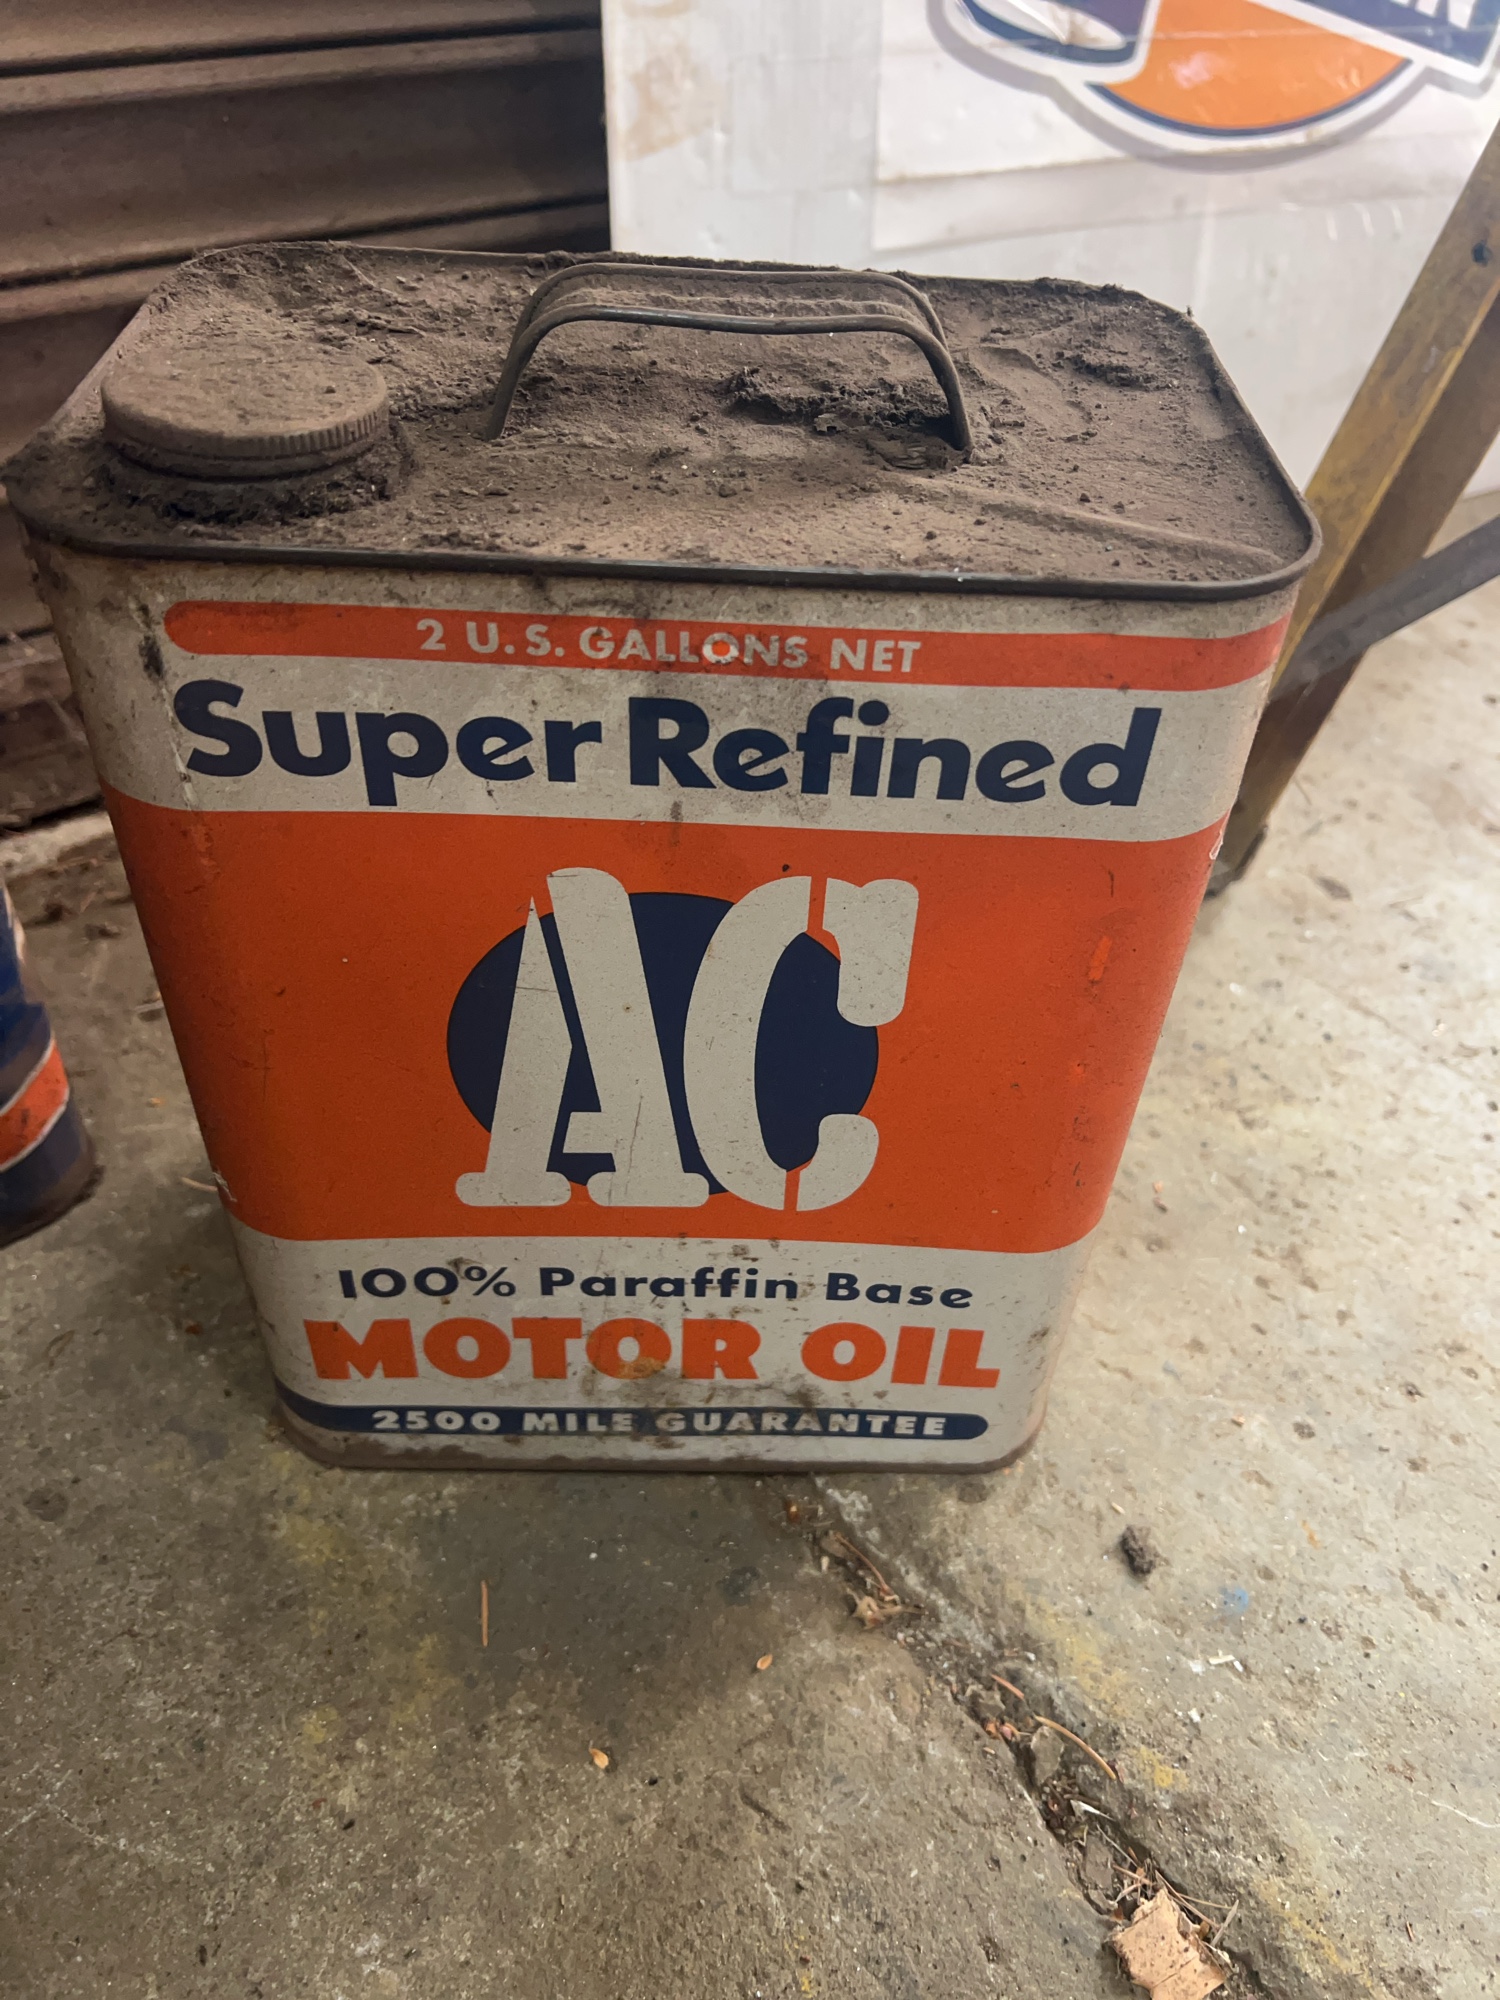 2 U.S. GALLONS NET
Super Refined
AC
100% Paraffin Base
MOTOR OIL
2500 MILE GUARANTEE